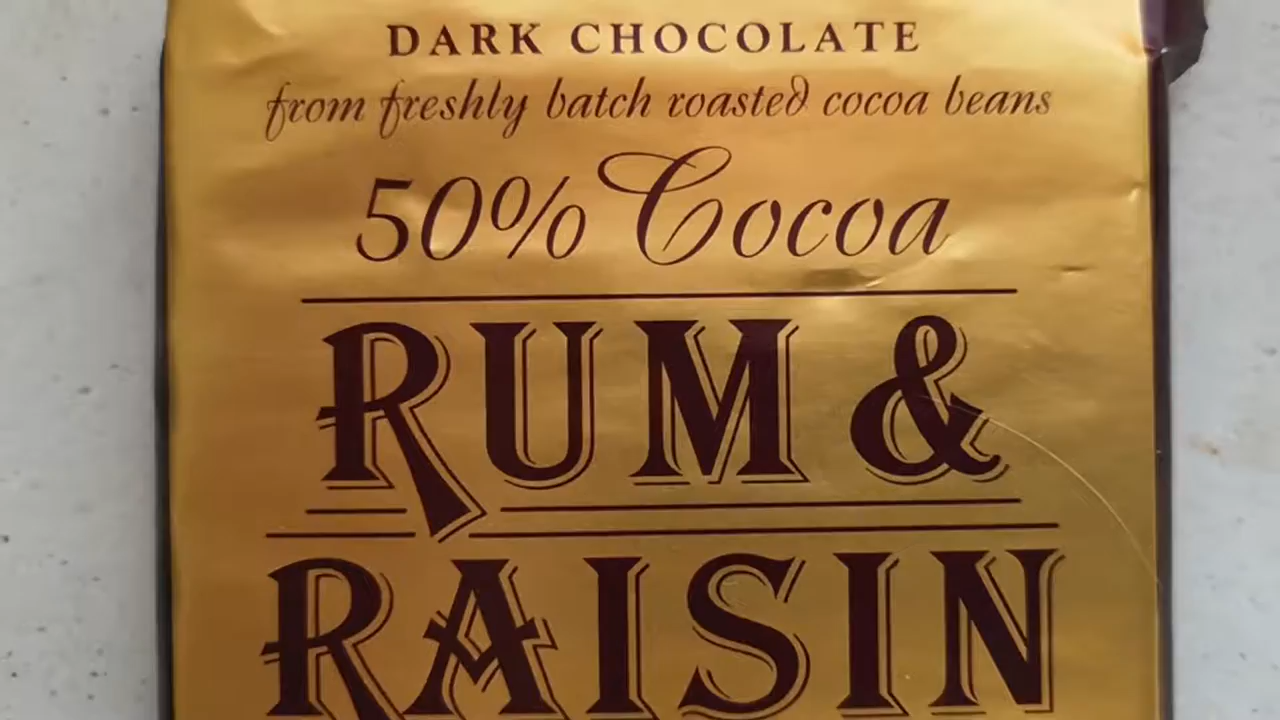 DARK CHOCOLATE
from freshly batch roasted cocoa beans
50% Cocoa
RUM &
RAISIN